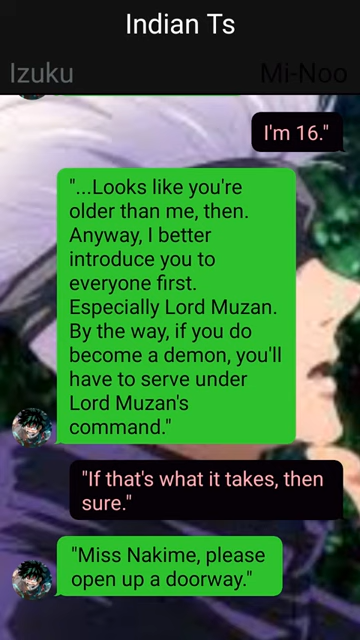 Indian Ts
Izuku
Mi-Noo
I'm 16."
"...Looks like you're
older than me, then.
Anyway, I better
introduce you to
everyone first.
Especially Lord Muzan.
By the way, if you do
become a demon, you'll
have to serve under
Lord Muzan's
command."
"If that's what it takes, then
sure."
"Miss Nakime, please
open up a doorway."